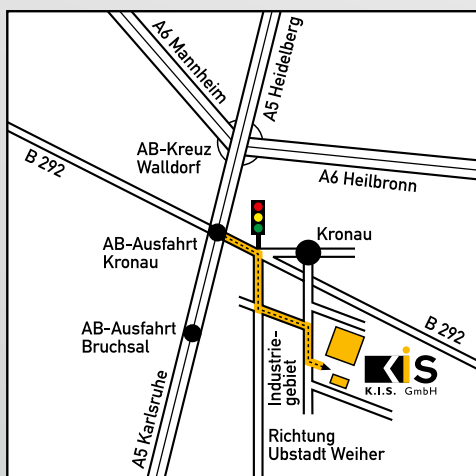 A6 Mannheim
A5 Heidelberg
AB-Kreuz
Walldorf
B 292
A6 Heilbronn
AB-Ausfahrt
Kronau
Kronau
AB-Ausfahrt
Bruchsal
B 292
Industrie-
gebiet
KiS
K.I.S. GmbH
A5 Karlsruhe
Richtung
Ubstadt Weiher